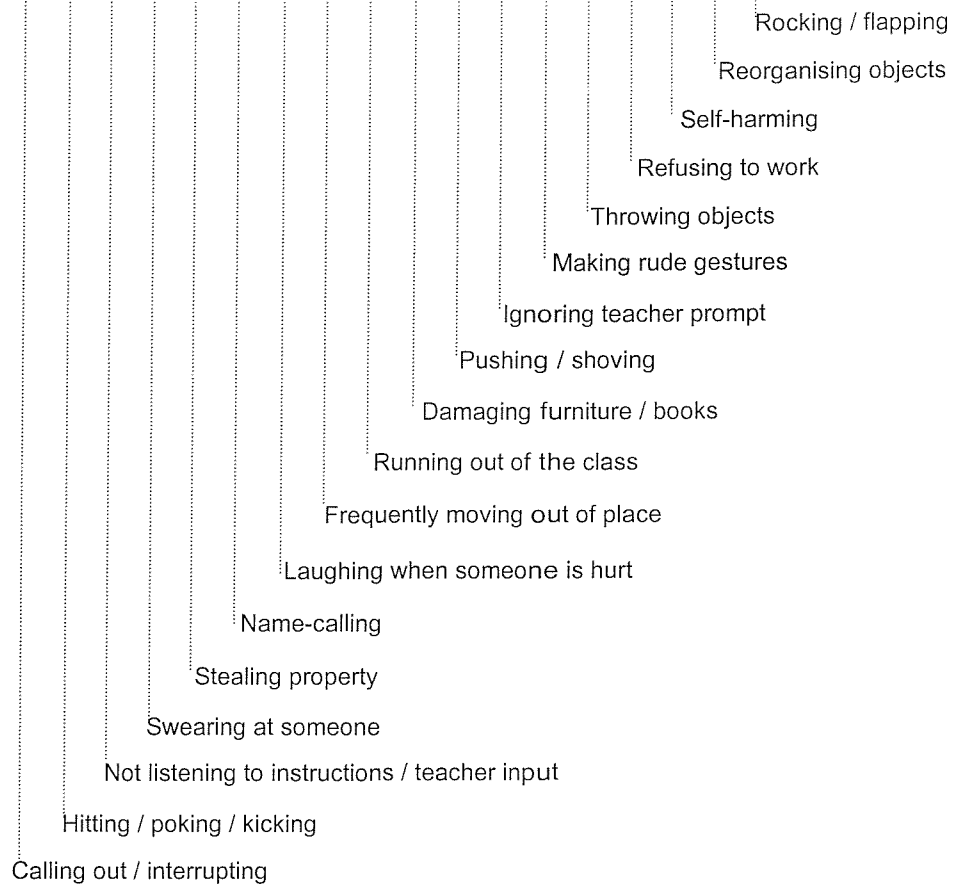 Rocking / flapping
Reorganising objects
Self-harming
Refusing to work
Throwing objects
Making rude gestures
Ignoring teacher prompt
Pushing / shoving
Damaging furniture / books
Running out of the class
Frequently moving out of place
Laughing when someone is hurt
Name-calling
Stealing property
Swearing at someone
Not listening to instructions / teacher input
Hitting / poking / kicking
Calling out / interrupting